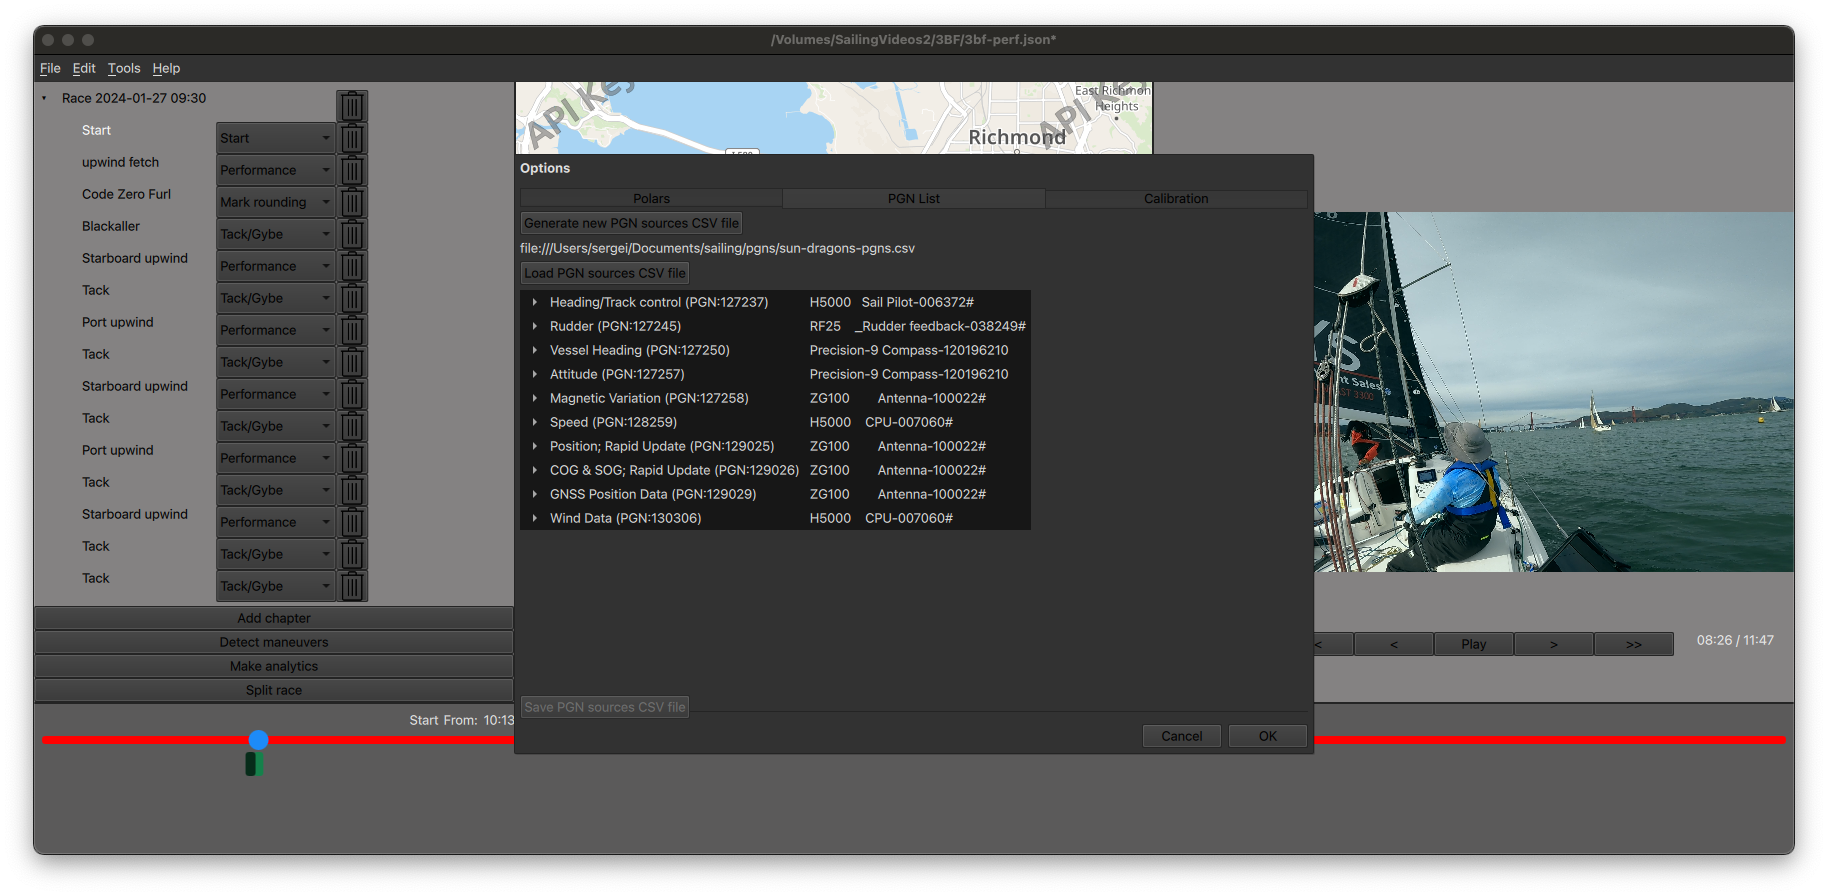 /Volumes/SailingVideos2/3BF/3bf-perf.json*
File Edit Tools Help
Race 2024-01-27 09:30
Start Start
upwind fetch Performance
Code Zero Furl Mark rounding
Blackaller Tack/Gybe
Starboard upwind Performance
Tack Tack/Gybe
Port upwind Performance
Tack Tack/Gybe
Starboard upwind Performance
Tack Tack/Gybe
Port upwind Performance
Tack Tack/Gybe
Starboard upwind Performance
Tack Tack/Gybe
Tack Tack/Gybe
Add chapter
Detect maneuvers
Make analytics
Split race
API Key
API Key
East Richmon
Heights
Richmond
Options
Polars PGN List Calibration
Generate new PGN sources CSV file
file:///Users/sergei/Documents/sailing/pgns/sun-dragons-pgns.csv
Load PGN sources CSV file
Heading/Track control (PGN:127237) H5000 Sail Pilot-006372#
Rudder (PGN:127245) RF25 _Rudder feedback-038249#
Vessel Heading (PGN:127250) Precision-9 Compass-120196210
Attitude (PGN:127257) Precision-9 Compass-120196210
Magnetic Variation (PGN:127258) ZG100 Antenna-100022#
Speed (PGN:128259) H5000 CPU-007060#
Position; Rapid Update (PGN:129025) ZG100 Antenna-100022#
COG & SOG; Rapid Update (PGN:129026) ZG100 Antenna-100022#
GNSS Position Data (PGN:129029) ZG100 Antenna-100022#
Wind Data (PGN:130306) H5000 CPU-007060#
Save PGN sources CSV file
Cancel OK
nt Sales
< < Play > >> 08:26 / 11:47
Start From: 10:13